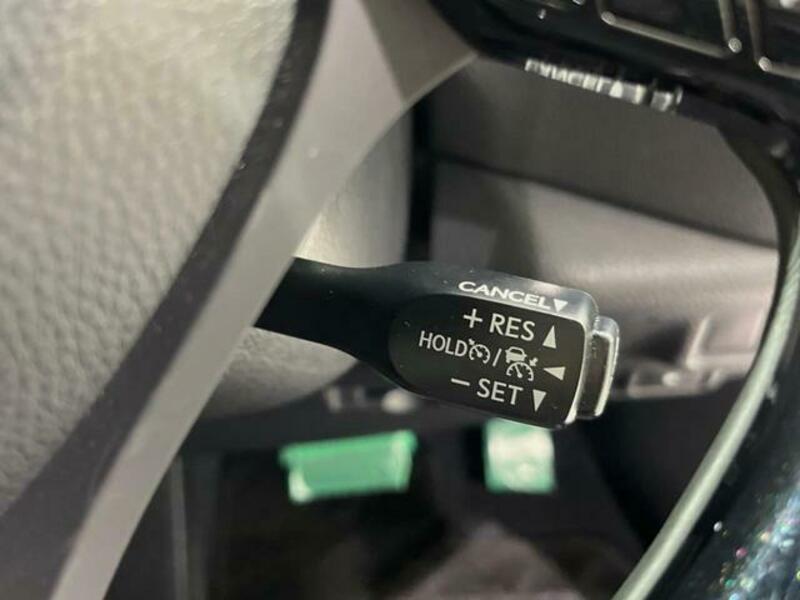 CANCEL▼
+ RES ▲
HOLD /  ◄
− SET ▼